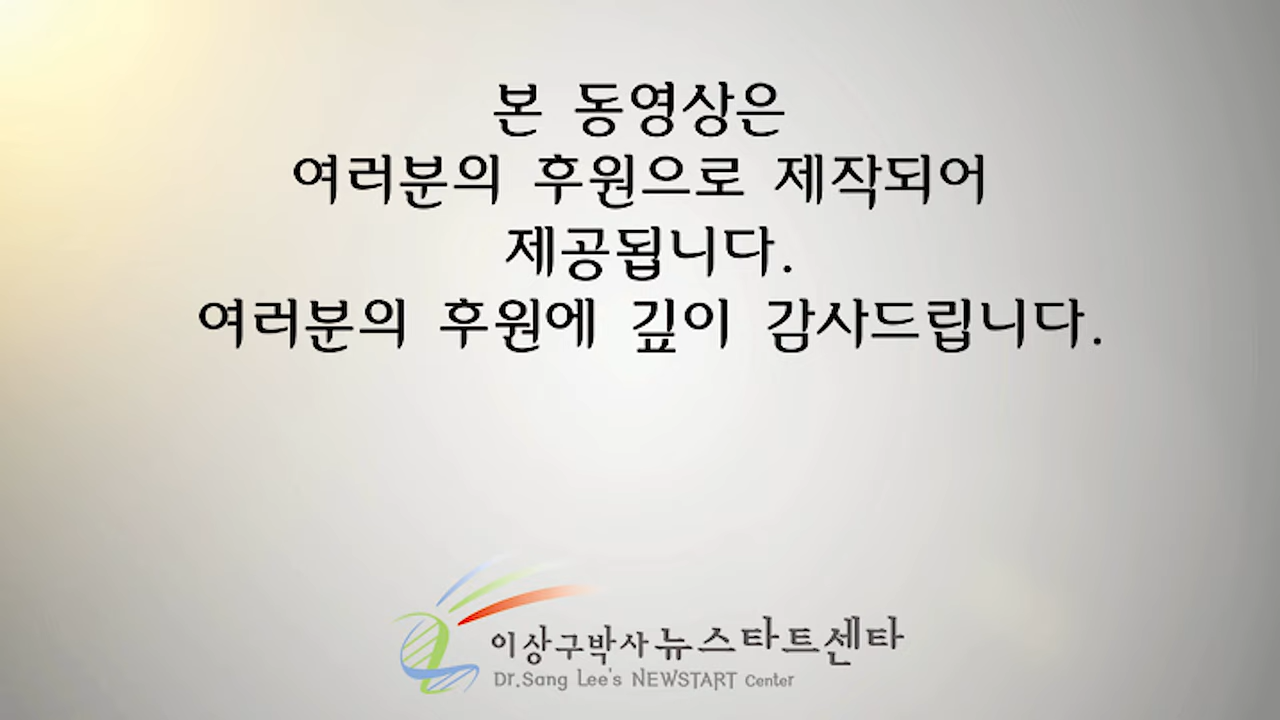 본 동영상은
여러분의 후원으로 제작되어
제공됩니다.
여러분의 후원에 깊이 감사드립니다.
이상구박사 뉴스타트센타
Dr.Sang Lee's NEWSTART Center